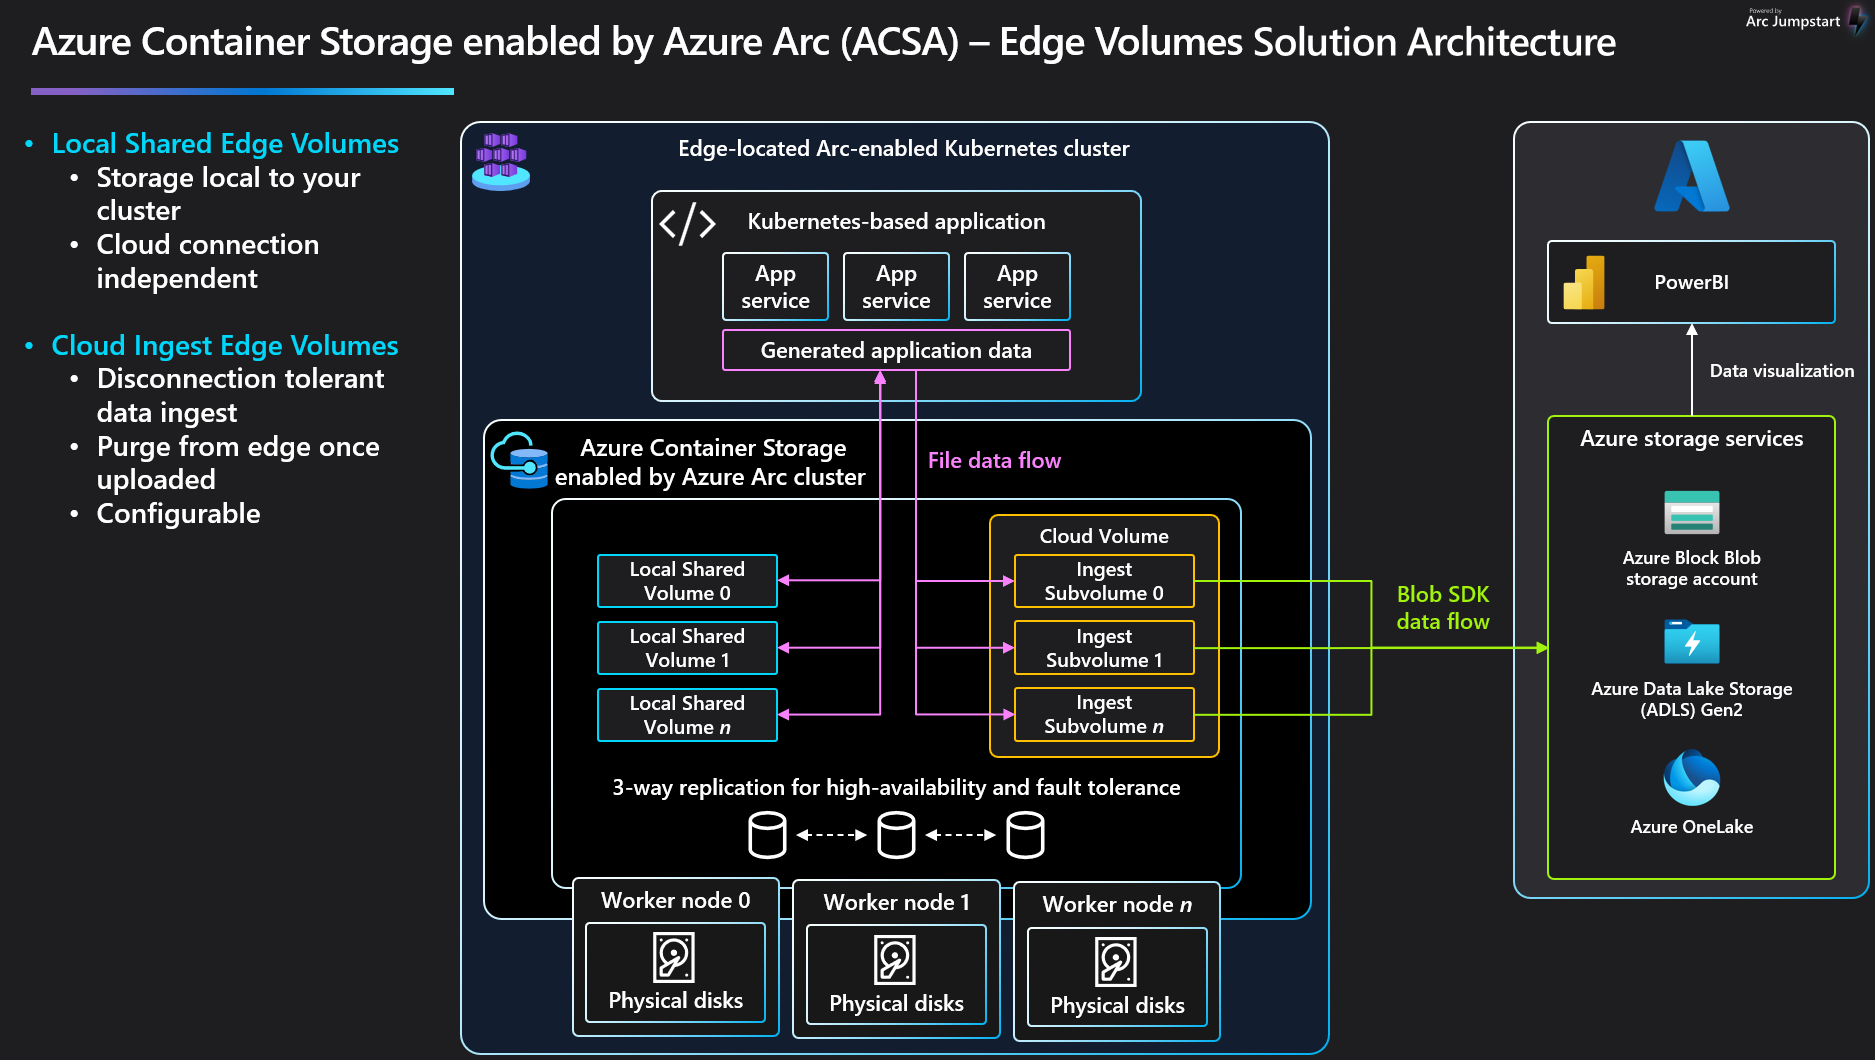 Powered by
Arc Jumpstart
Azure Container Storage enabled by Azure Arc (ACSA) – Edge Volumes Solution Architecture
• Local Shared Edge Volumes
• Storage local to your
cluster
• Cloud connection
independent
• Cloud Ingest Edge Volumes
• Disconnection tolerant
data ingest
• Purge from edge once
uploaded
• Configurable
Edge-located Arc-enabled Kubernetes cluster
</> Kubernetes-based application
App
service
App
service
App
service
Generated application data
Azure Container Storage
enabled by Azure Arc cluster
File data flow
Local Shared
Volume 0
Local Shared
Volume 1
Local Shared
Volume n
Cloud Volume
Ingest
Subvolume 0
Ingest
Subvolume 1
Ingest
Subvolume n
3-way replication for high-availability and fault tolerance
Worker node 0
Physical disks
Worker node 1
Physical disks
Worker node n
Physical disks
Blob SDK
data flow
PowerBI
Data visualization
Azure storage services
Azure Block Blob
storage account
Azure Data Lake Storage
(ADLS) Gen2
Azure OneLake